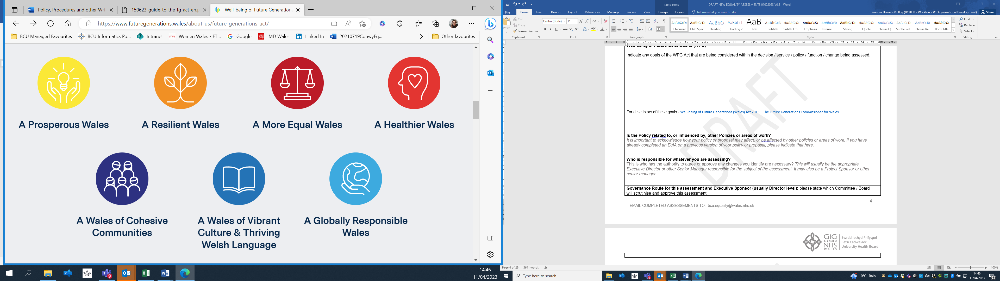 Policy, Procedures and other Wri
150623-guide-to-the-fg-act-en.p
Well-being of Future Generations
https://www.futuregenerations.wales/about-us/future-generations-act/
BCU Managed Favourites
BCU Informatics Po...
Intranet
FTWW
Women Wales - FT...
Google
IMD Wales
Linked In
20210719ConwyEq...
Other favourites
A Prosperous Wales
A Resilient Wales
A More Equal Wales
A Healthier Wales
A Wales of Cohesive
Communities
A Wales of Vibrant
Culture & Thriving
Welsh Language
A Globally Responsible
Wales
14:46
11/04/2023
DRAFT NEW EQUALITY ASSESSMENTS 01022023 V0.8 - Word
Table Tools
File Home Insert Design Layout References Mailings Review View Design Layout Tell me what you want to do...
Jennifer Dowell-Mulloy (BCUHB - Workforce & Organisational Development)
Share
Paste
Cut
Copy
Format Painter
Clipboard
Calibri (Body) 11
Font
Paragraph
¶ Normal ¶ No Spac... Heading 1 Heading 2 Title Subtitle Subtle Em... Emphasis Intense E... Strong Quote Intense Q... Subtle Ref... Intense Re... Book Title
Styles
Find
Replace
Select
Editing
Well-being of Future Generations (WFG)
Indicate any goals of the WFG Act that are being considered within the decision / service / policy / function / change being assessed:
For descriptors of these goals - Well-being of Future Generations (Wales) Act 2015 – The Future Generations Commissioner for Wales
Is the Policy related to, or influenced by, other Policies or areas of work?
It is important to acknowledge how your policy or proposal may affect, or be affected by other policies or areas of work. If you have
already completed an EqIA on a previous version of your policy or proposal, please indicate that here.
Who is responsible for whatever you are assessing?
This is who has the authority to agree or approve any changes you identify are necessary? This will usually be the appropriate
Executive Director or other Senior Manager responsible for the subject of the assessment. It may also be a Project Sponsor or other
senior manager.
Governance Route for this assessment and Executive Sponsor (usually Director level): please state which Committee / Board
will scrutinise and approve this assessment
DRAFT
4
EMAIL COMPLETED ASSESSEMENTS TO: bcu.equality@wales.nhs.uk
GIG
CYMRU
NHS
WALES
Bwrdd Iechyd Prifysgol
Betsi Cadwaladr
University Health Board
Page 4 of 28 3641 words
100%
Type here to search
10°C Rain
14:46
11/04/2023